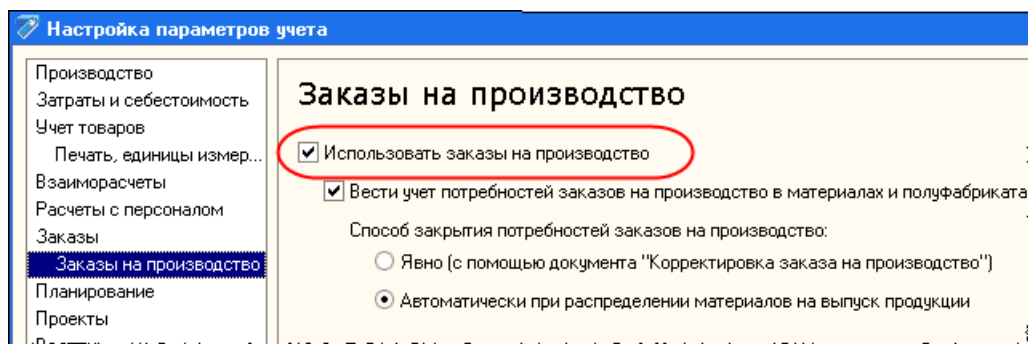 Настройка параметров учета
Производство
Затраты и себестоимость
Учет товаров
Печать, единицы измер...
Взаиморасчеты
Расчеты с персоналом
Заказы
Заказы на производство
Планирование
Проекты
Заказы на производство
Использовать заказы на производство
Вести учет потребностей заказов на производство в материалах и полуфабриката
Способ закрытия потребностей заказов на производство:
Явно (с помощью документа "Корректировка заказа на производство")
Автоматически при распределении материалов на выпуск продукции